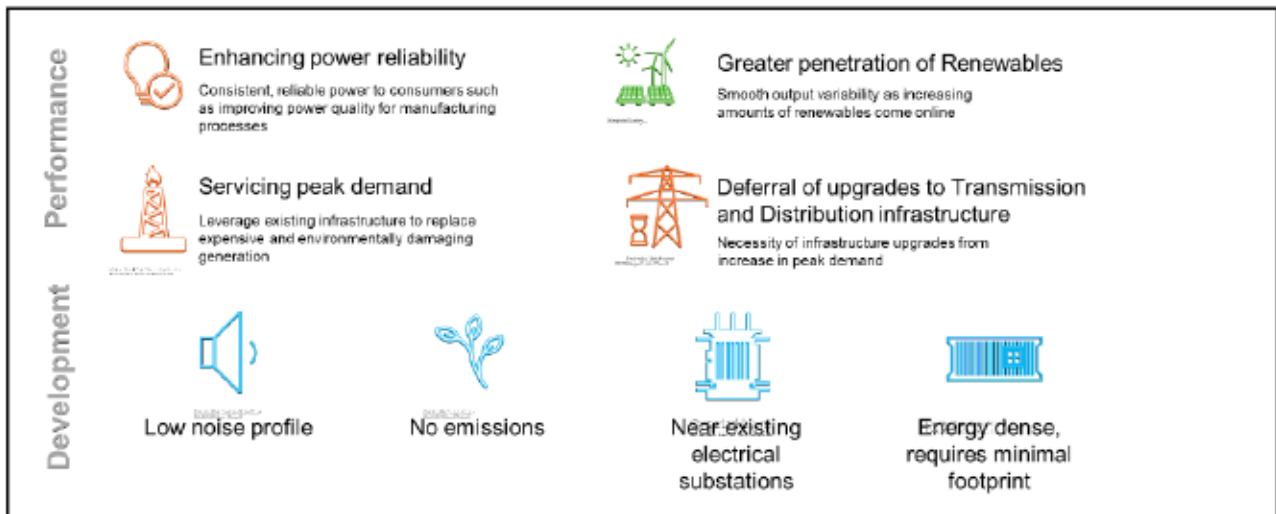 Performance
Enhancing power reliability
Consistent, reliable power to consumers such
as improving power quality for manufacturing
processes
Greater penetration of Renewables
Smooth output variability as increasing
amounts of renewables come online
Servicing peak demand
Leverage existing infrastructure to replace
expensive and environmentally damaging
generation
Deferral of upgrades to Transmission
and Distribution infrastructure
Necessity of infrastructure upgrades from
increase in peak demand
Development
Low noise profile
No emissions
Near existing
electrical
substations
Energy dense,
requires minimal
footprint